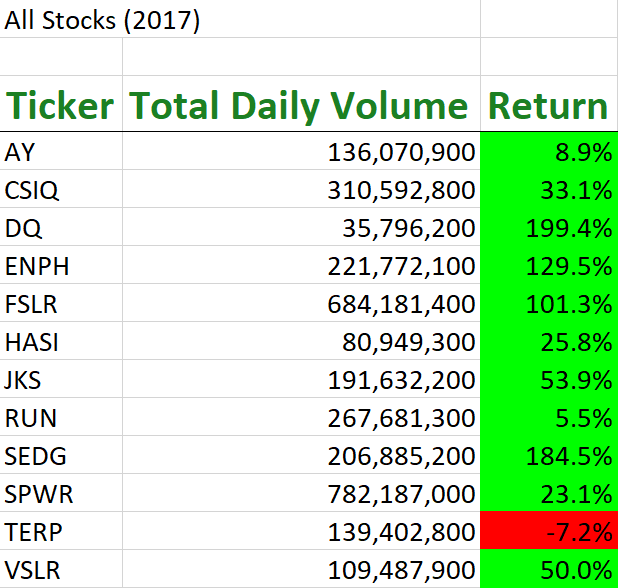 All Stocks (2017)
Ticker Total Daily Volume Return
AY 136,070,900 8.9%
CSIQ 310,592,800 33.1%
DQ 35,796,200 199.4%
ENPH 221,772,100 129.5%
FSLR 684,181,400 101.3%
HASI 80,949,300 25.8%
JKS 191,632,200 53.9%
RUN 267,681,300 5.5%
SEDG 206,885,200 184.5%
SPWR 782,187,000 23.1%
TERP 139,402,800 -7.2%
VSLR 109,487,900 50.0%